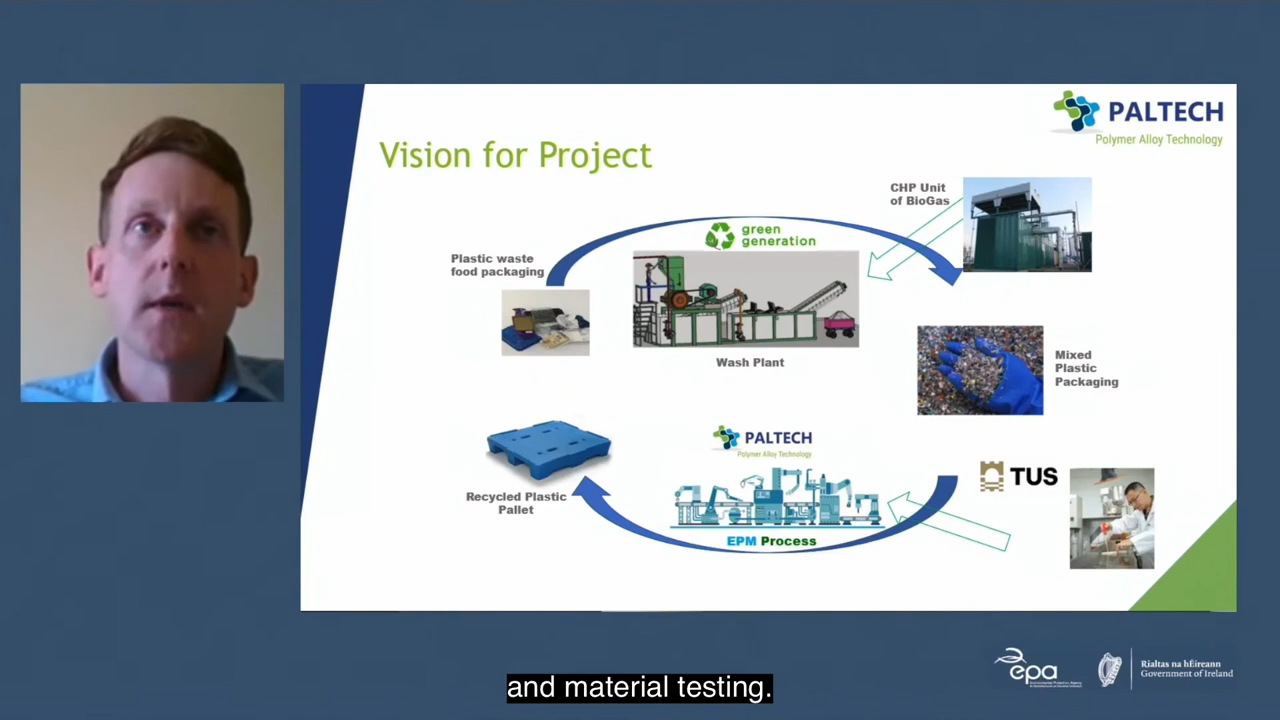 PALTECH
Polymer Alloy Technology
Vision for Project
CHP Unit
of BioGas
green
generation
Plastic waste
food packaging
Wash Plant
Mixed
Plastic
Packaging
PALTECH
Polymer Alloy Technology
TUS
Recycled Plastic
Pallet
EPM Process
epa
Rialtas na hÉireann
Government of Ireland
and material testing.